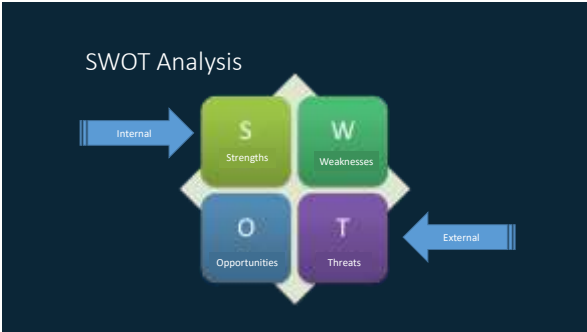 SWOT Analysis
Internal
S
Strengths
W
Weaknesses
O
Opportunities
T
Threats
External